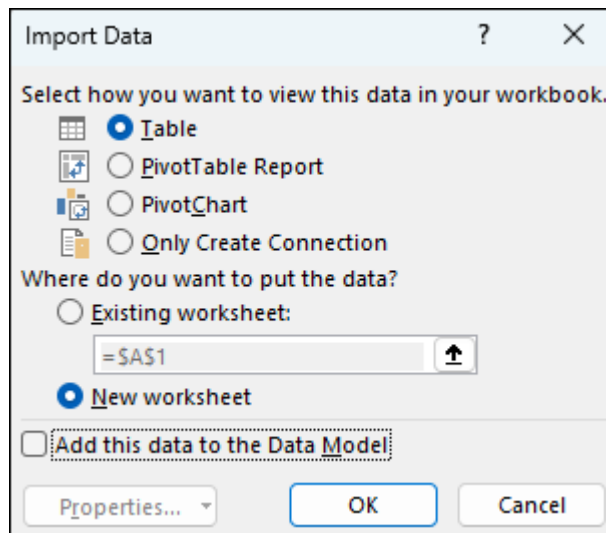 Import Data
?
Select how you want to view this data in your workbook.
Table
PivotTable Report
PivotChart
Only Create Connection
Where do you want to put the data?
Existing worksheet:
=$A$1
New worksheet
Add this data to the Data Model
Properties...
OK Cancel